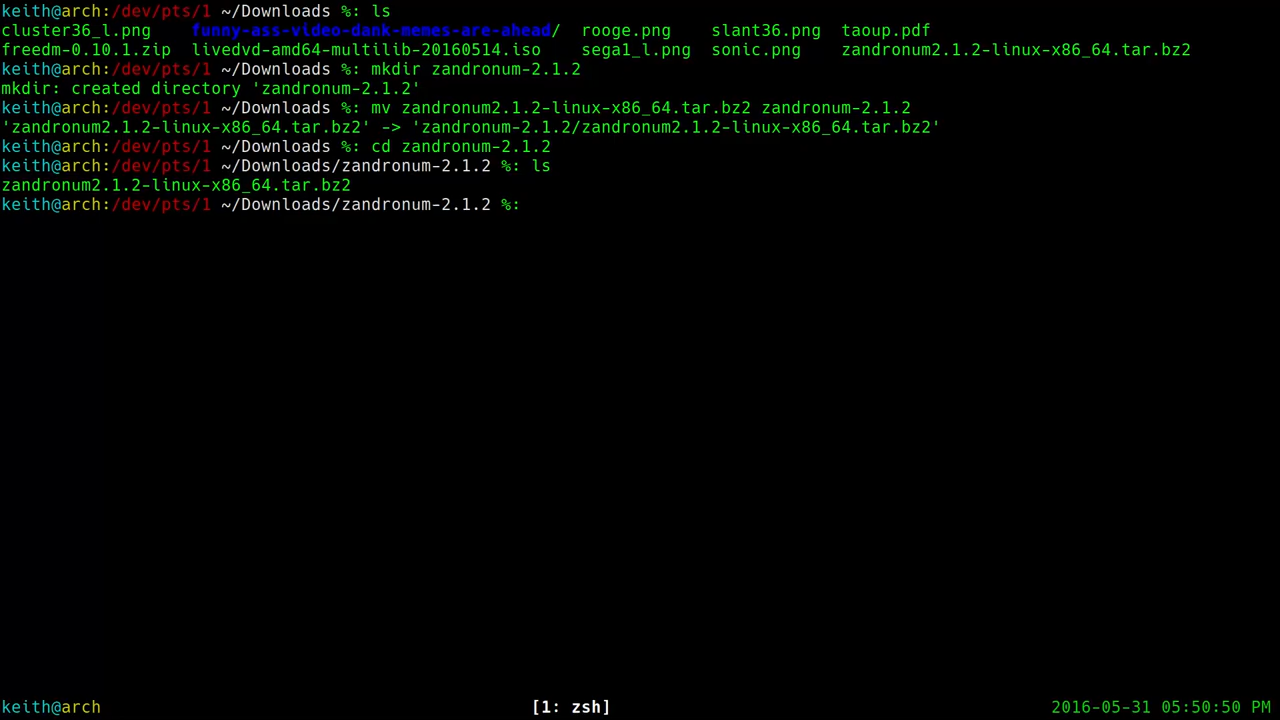 keith@arch:/dev/pts/1 ~/Downloads %: ls
cluster36_l.png    funny-ass-video-dank-memes-are-ahead/  rooge.png    slant36.png  taoup.pdf
freedm-0.10.1.zip  livedvd-amd64-multilib-20160514.iso    sega1_l.png  sonic.png    zandronum2.1.2-linux-x86_64.tar.bz2
keith@arch:/dev/pts/1 ~/Downloads %: mkdir zandronum-2.1.2
mkdir: created directory 'zandronum-2.1.2'
keith@arch:/dev/pts/1 ~/Downloads %: mv zandronum2.1.2-linux-x86_64.tar.bz2 zandronum-2.1.2
'zandronum2.1.2-linux-x86_64.tar.bz2' -> 'zandronum-2.1.2/zandronum2.1.2-linux-x86_64.tar.bz2'
keith@arch:/dev/pts/1 ~/Downloads %: cd zandronum-2.1.2
keith@arch:/dev/pts/1 ~/Downloads/zandronum-2.1.2 %: ls
zandronum2.1.2-linux-x86_64.tar.bz2
keith@arch:/dev/pts/1 ~/Downloads/zandronum-2.1.2 %:
keith@arch [1: zsh] 2016-05-31 05:50:50 PM